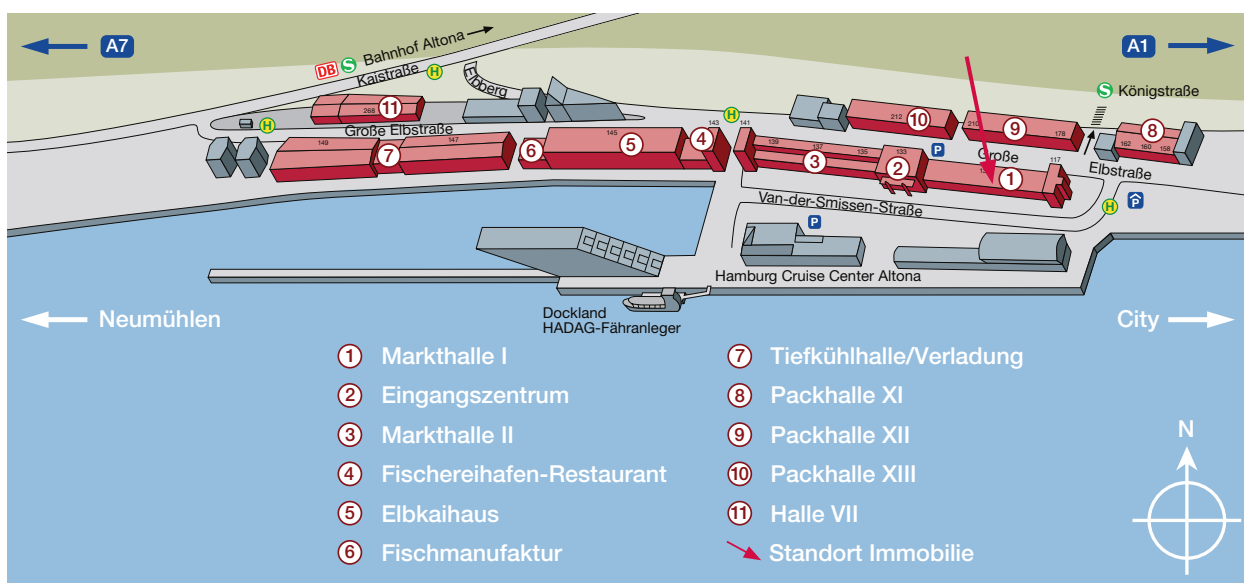 A7
A1
DB S Bahnhof Altona
Kaistraße
H
Elbberg
S Königstraße
11
268
H
Große Elbstraße
143
H
141
212
10
210
9
178
8
162
160
158
149
7
147
6
145
5
4
139
137
135
133
3
2
P
Große
Elbstraße
117
1
Van-der-Smissen-Straße
H
P
P
Hamburg Cruise Center Altona
Dockland
HADAG-Fähranleger
Neumühlen
City
1 Markthalle I
2 Eingangszentrum
3 Markthalle II
4 Fischereihafen-Restaurant
5 Elbkaihaus
6 Fischmanufaktur
7 Tiefkühlhalle/Verladung
8 Packhalle XI
9 Packhalle XII
10 Packhalle XIII
11 Halle VII
Standort Immobilie
N